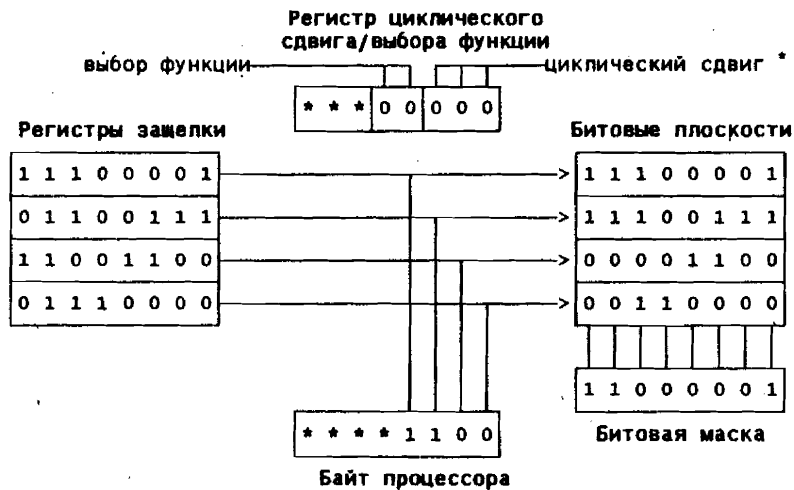 Регистр циклического
сдвига/выбора функции
выбор функции
циклический сдвиг *
* * * 0 0 0 0 0
Регистры защелки
Битовые плоскости
1 1 1 0 0 0 0 1
> 1 1 1 0 0 0 0 1
0 1 1 0 0 1 1 1
> 1 1 1 0 0 1 1 1
1 1 0 0 1 1 0 0
> 0 0 0 0 1 1 0 0
0 1 1 1 0 0 0 0
> 0 0 1 1 0 0 0 0
1 1 0 0 0 0 0 1
* * * * 1 1 0 0
Битовая маска
Байт процессора